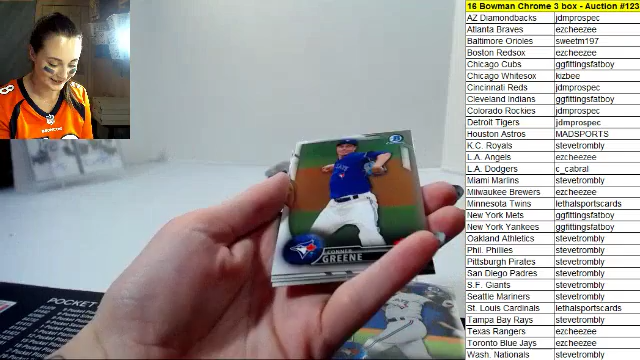 16 Bowman Chrome 3 box - Auction #123
AZ Diamondbacks jdmprospec
Atlanta Braves ezcheezee
Baltimore Orioles sweetm197
Boston Redsox ezcheezee
Chicago Cubs ggfittingsfatboy
Chicago Whitesox kizbee
Cincinnati Reds jdmprospec
Cleveland Indians ggfittingsfatboy
Colorado Rockies jdmprospec
Detroit Tigers jdmprospec
Houston Astros MADSPORTS
K.C. Royals stevetrombly
L.A. Angels ezcheezee
L.A. Dodgers c_cabral
Miami Marlins stevetrombly
Milwaukee Brewers ezcheezee
Minnesota Twins lethalsportscards
New York Mets ggfittingsfatboy
New York Yankees ggfittingsfatboy
Oakland Athletics stevetrombly
Phil. Phillies stevetrombly
Pittsburgh Pirates stevetrombly
San Diego Padres stevetrombly
S.F. Giants stevetrombly
Seattle Mariners stevetrombly
St. Louis Cardinals lethalsportscards
Tampa Bay Rays stevetrombly
Texas Rangers ezcheezee
Toronto Blue Jays ezcheezee
Wash. Nationals stevetrombly
CONNER
GREENE